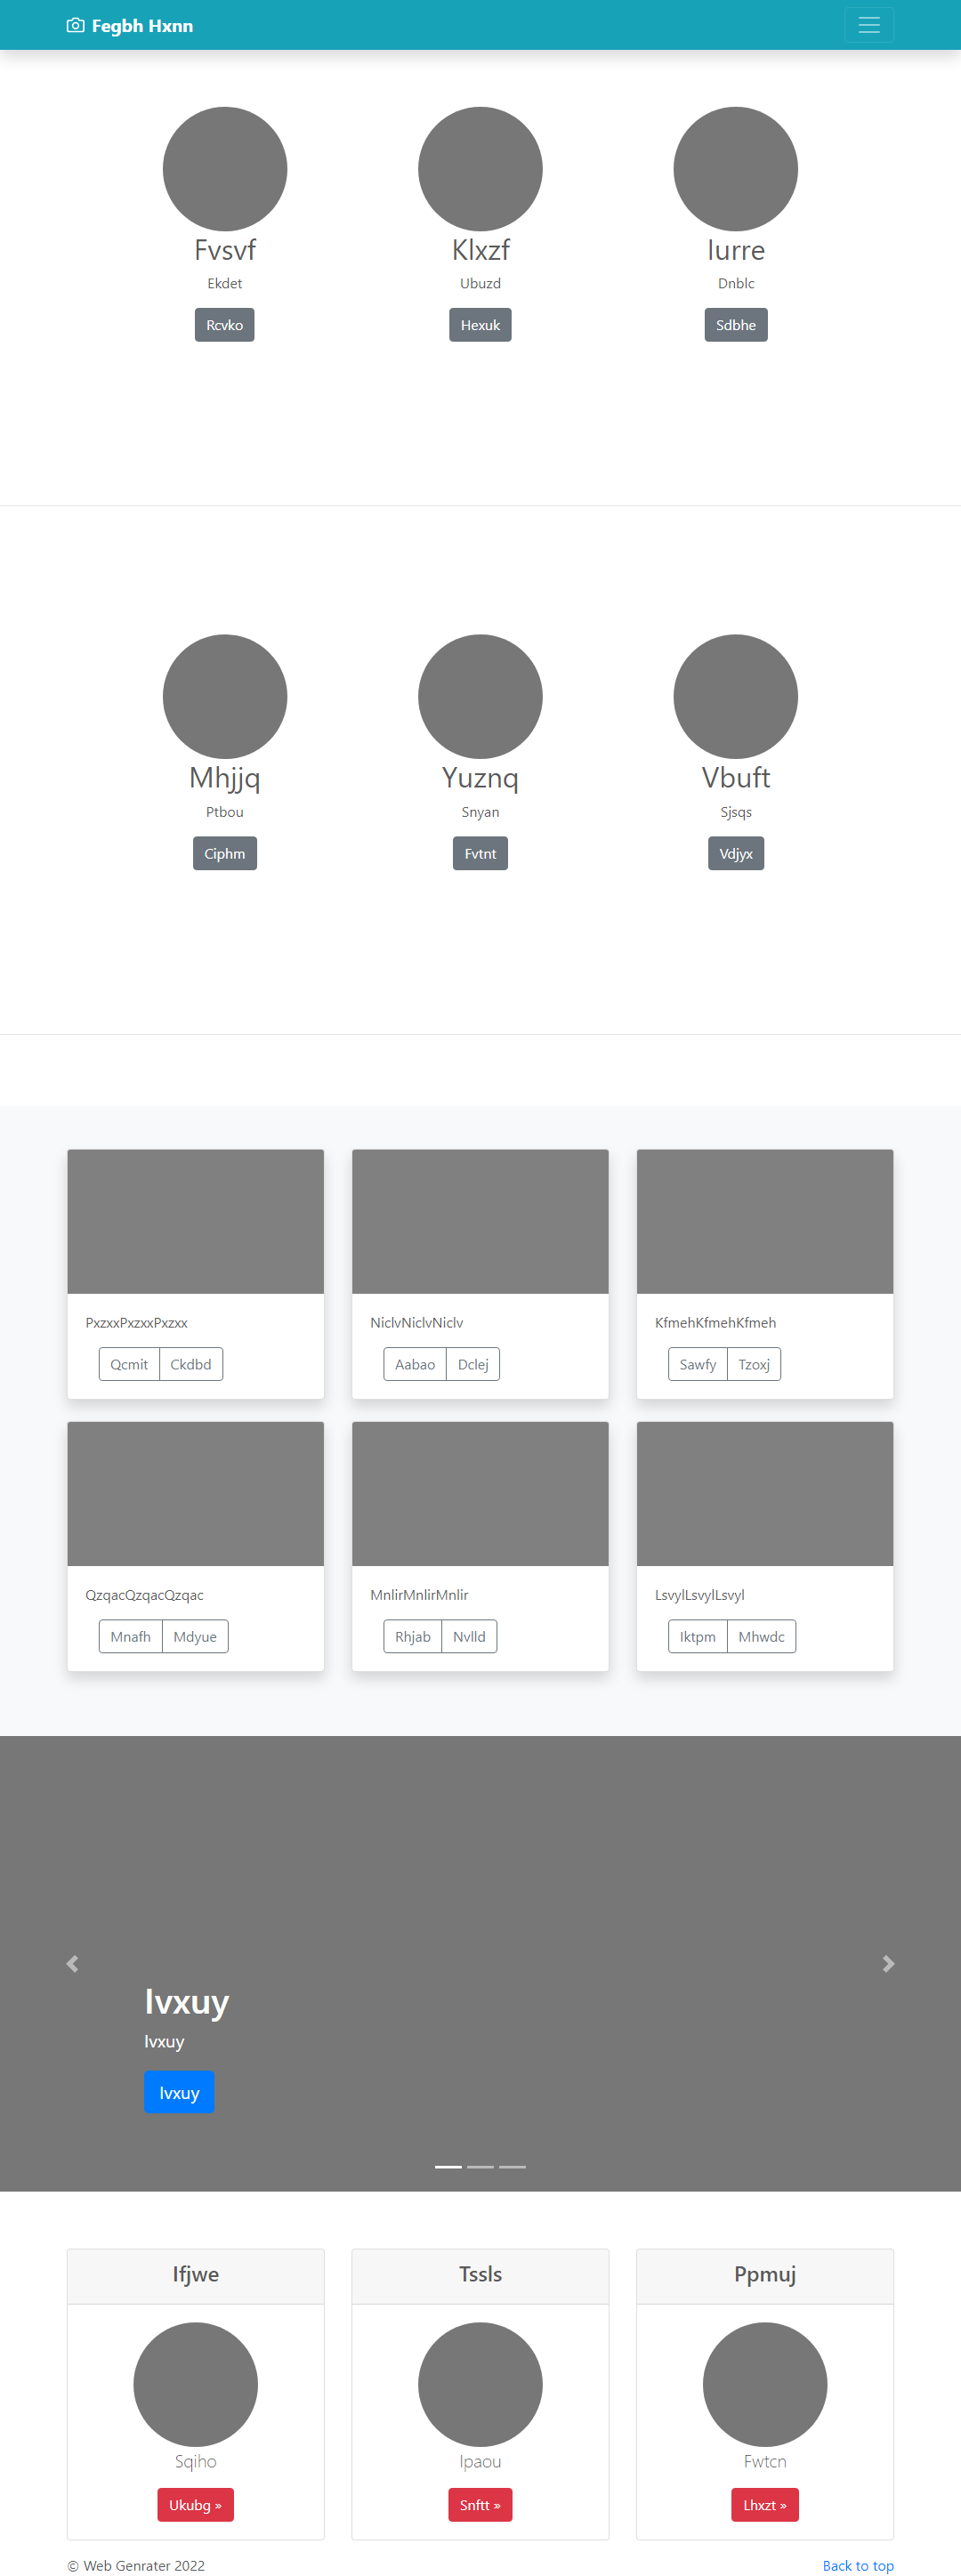 Fegbh Hxnn
Fvsvf
Klxzf
Iurre
Ekdet
Ubuzd
Dnblc
Rcvko
Hexuk
Sdbhe
Mhjjq
Yuznq
Vbuft
Ptbou
Snyan
Sjsqs
Ciphm
Fvtnt
Vdjyx
PxzxxPxzxxPxzxx
NiclvNiclvNiclv
KfmehKfmehKfmeh
Qcmit Ckdbd
Aabao Dclej
Sawfy Tzoxj
QzqacQzqacQzqac
MnlirMnlirMnlir
LsvylLsvylLsvyl
Mnafh Mdyue
Rhjab Nvlld
Iktpm Mhwdc
Ivxuy
Ivxuy
Ivxuy
Ifjwe
Tssls
Ppmuj
Sqiho
Ipaou
Fwtcn
Ukubg »
Snftt »
Lhxzt »
© Web Genrater 2022
Back to top